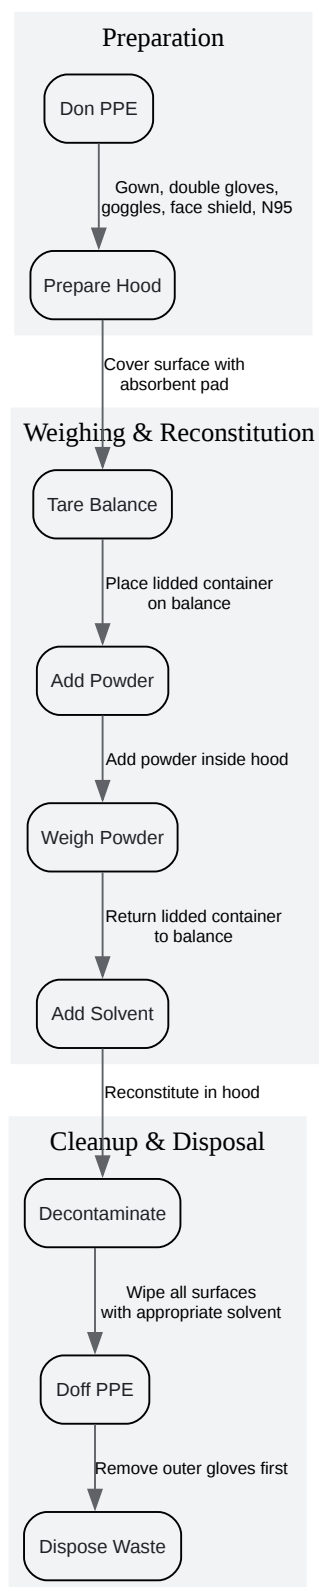 Preparation
Don PPE
Gown, double gloves,
goggles, face shield, N95
Prepare Hood
Cover surface with
absorbent pad
Weighing & Reconstitution
Tare Balance
Place lidded container
on balance
Add Powder
Add powder inside hood
Weigh Powder
Return lidded container
to balance
Add Solvent
Reconstitute in hood
Cleanup & Disposal
Decontaminate
Wipe all surfaces
with appropriate solvent
Doff PPE
Remove outer gloves first
Dispose Waste